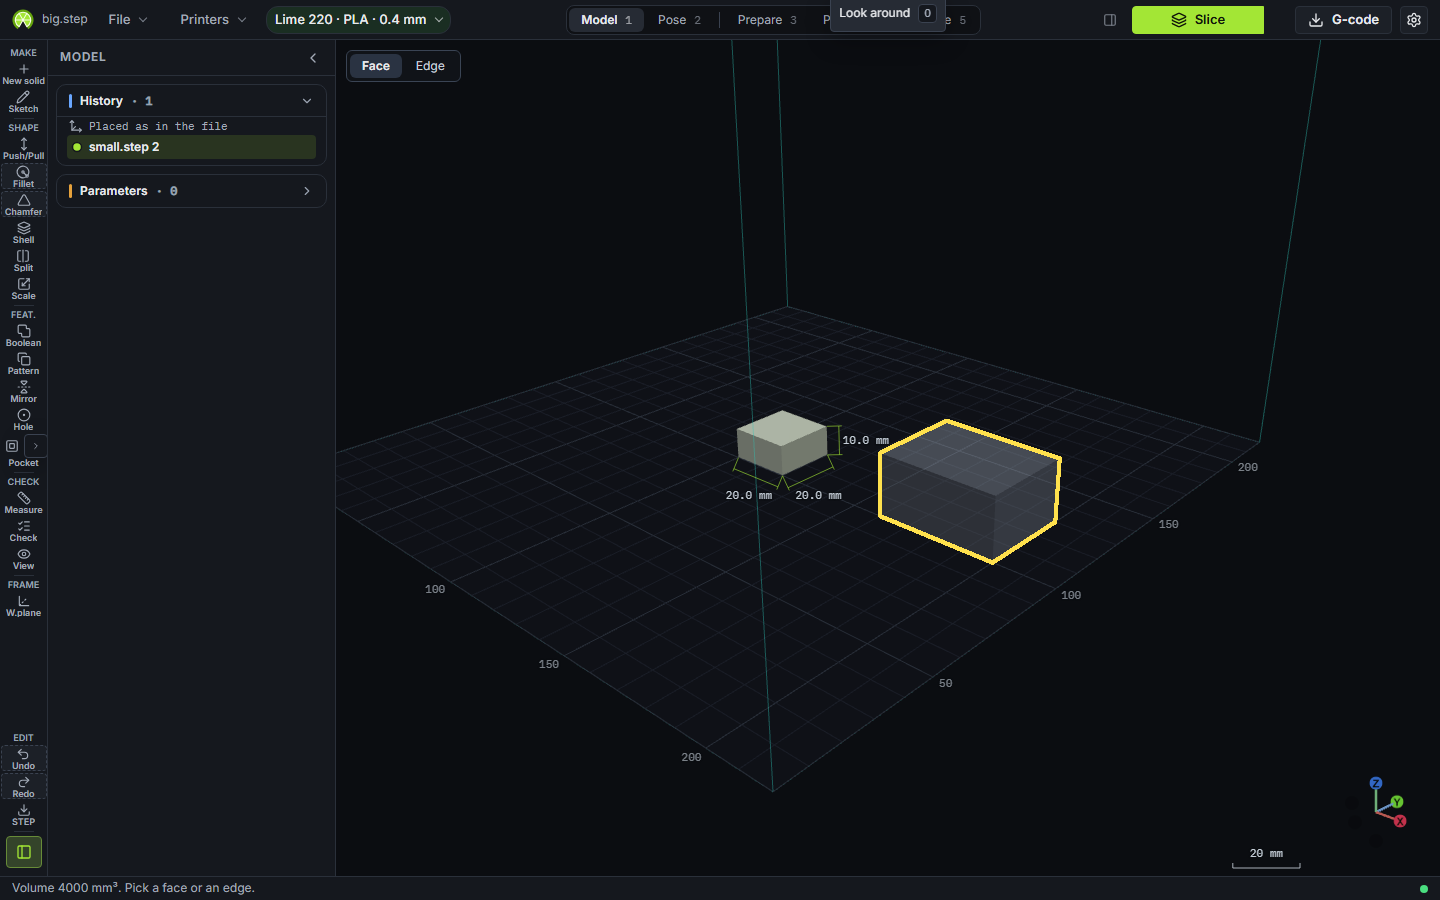 big.step
File
Printers
Lime 220 · PLA · 0.4 mm
Model 1
Pose 2
Prepare 3
Look around 0
5
Slice
G-code
MAKE
New solid
Sketch
SHAPE
Push/Pull
Fillet
Chamfer
Shell
Split
Scale
FEAT.
Boolean
Pattern
Mirror
Hole
Pocket
CHECK
Measure
Check
View
FRAME
W.plane
EDIT
Undo
Redo
STEP
MODEL
History · 1
Placed as in the file
small.step 2
Parameters · 0
Face
Edge
10.0 mm
20.0 mm
20.0 mm
200
150
100
50
100
150
200
Z
Y
X
20 mm
Volume 4000 mm³. Pick a face or an edge.